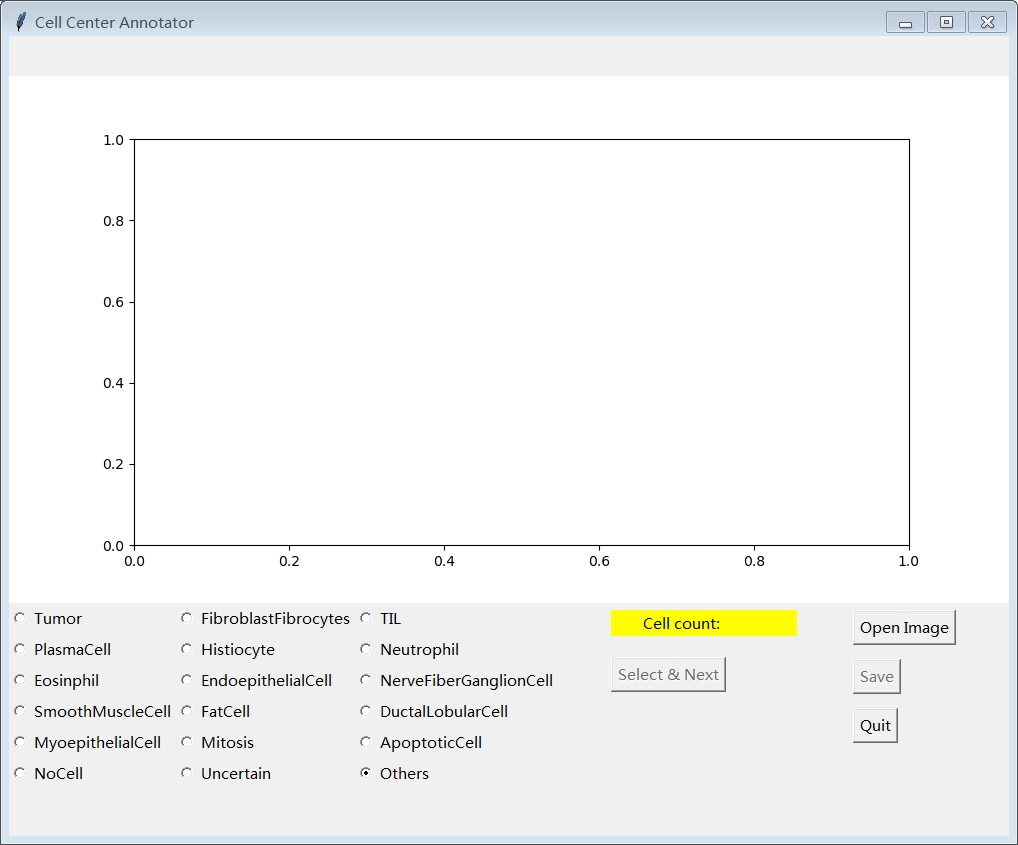 Cell Center Annotator
1.0
0.8
0.6
0.4
0.2
0.0
0.0 0.2 0.4 0.6 0.8 1.0
Tumor FibroblastFibrocytes TIL Cell count: Open Image
PlasmaCell Histiocyte Neutrophil
Eosinphil EndoepithelialCell NerveFiberGanglionCell Select & Next Save
SmoothMuscleCell FatCell DuctalLobularCell Quit
MyoepithelialCell Mitosis ApoptoticCell
NoCell Uncertain Others